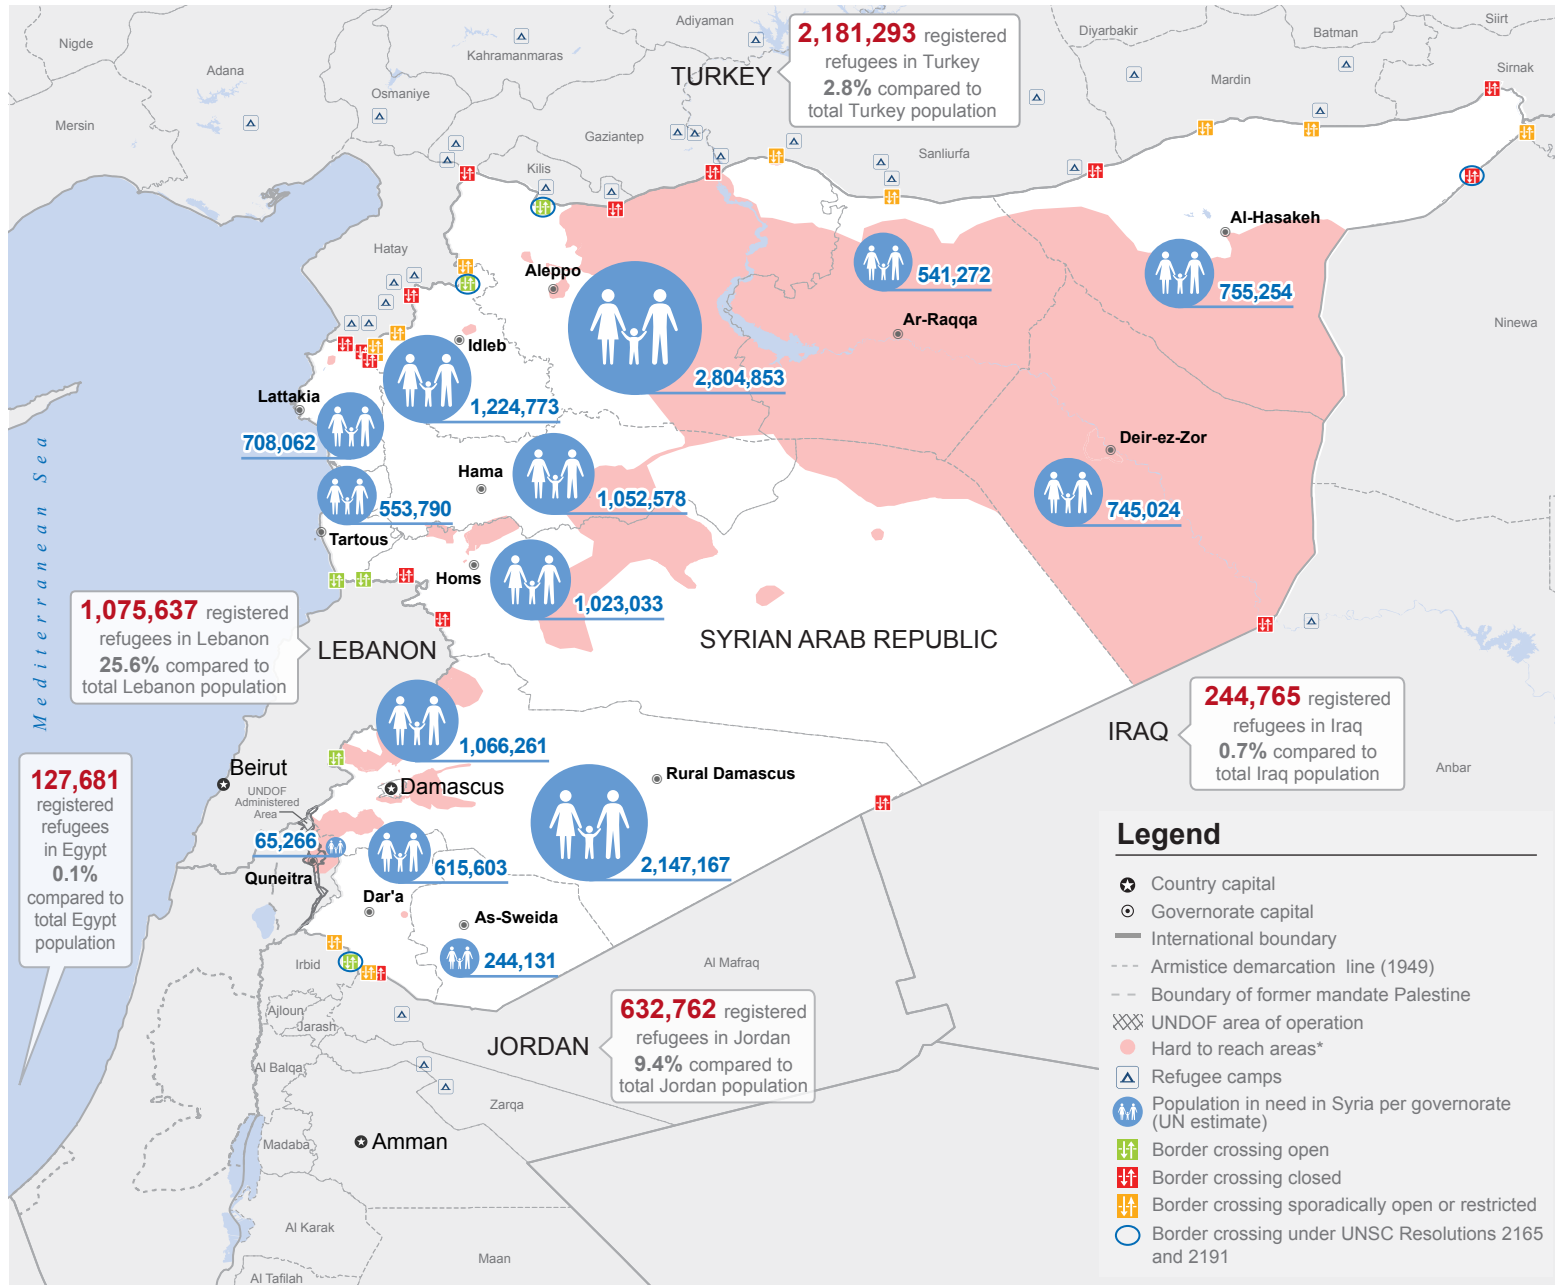 Nigde
Adana
Mersin
Osmaniye
Kahramanmaras
Adiyaman
Gaziantep
Kilis
Hatay
TURKEY
2,181,293 registered
refugees in Turkey
2.8% compared to
total Turkey population
Diyarbakir
Batman
Siirt
Mardin
Sirnak
Sanliurfa
Ninewa
Al-Hasakeh
755,254
541,272
Ar-Raqqa
Aleppo
2,804,853
Idleb
1,224,773
Lattakia
708,062
Hama
1,052,578
553,790
Tartous
Homs
1,023,033
Deir-ez-Zor
745,024
Mediterranean Sea
SYRIAN ARAB REPUBLIC
1,075,637 registered
refugees in Lebanon
25.6% compared to
total Lebanon population
LEBANON
1,066,261
Beirut
UNDOF
Administered
Area
Damascus
Rural Damascus
2,147,167
65,266
Quneitra
615,603
Dar'a
As-Sweida
244,131
127,681
registered
refugees
in Egypt
0.1%
compared to
total Egypt
population
IRAQ
244,765 registered
refugees in Iraq
0.7% compared to
total Iraq population
Anbar
Irbid
Ajloun
Jarash
Al Balqa
Al Mafraq
JORDAN
632,762 registered
refugees in Jordan
9.4% compared to
total Jordan population
Zarqa
Amman
Madaba
Al Karak
Maan
Al Tafilah
Legend
Country capital
Governorate capital
International boundary
Armistice demarcation line (1949)
Boundary of former mandate Palestine
UNDOF area of operation
Hard to reach areas*
Refugee camps
Population in need in Syria per governorate
(UN estimate)
Border crossing open
Border crossing closed
Border crossing sporadically open or restricted
Border crossing under UNSC Resolutions 2165
and 2191